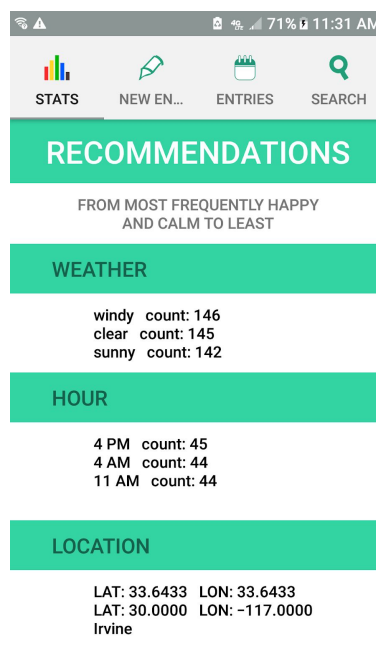 71% 11:31 AM
STATS NEW EN... ENTRIES SEARCH
RECOMMENDATIONS
FROM MOST FREQUENTLY HAPPY
AND CALM TO LEAST
WEATHER
windy count: 146
clear count: 145
sunny count: 142
HOUR
4 PM count: 45
4 AM count: 44
11 AM count: 44
LOCATION
LAT: 33.6433 LON: 33.6433
LAT: 30.0000 LON: -117.0000
Irvine